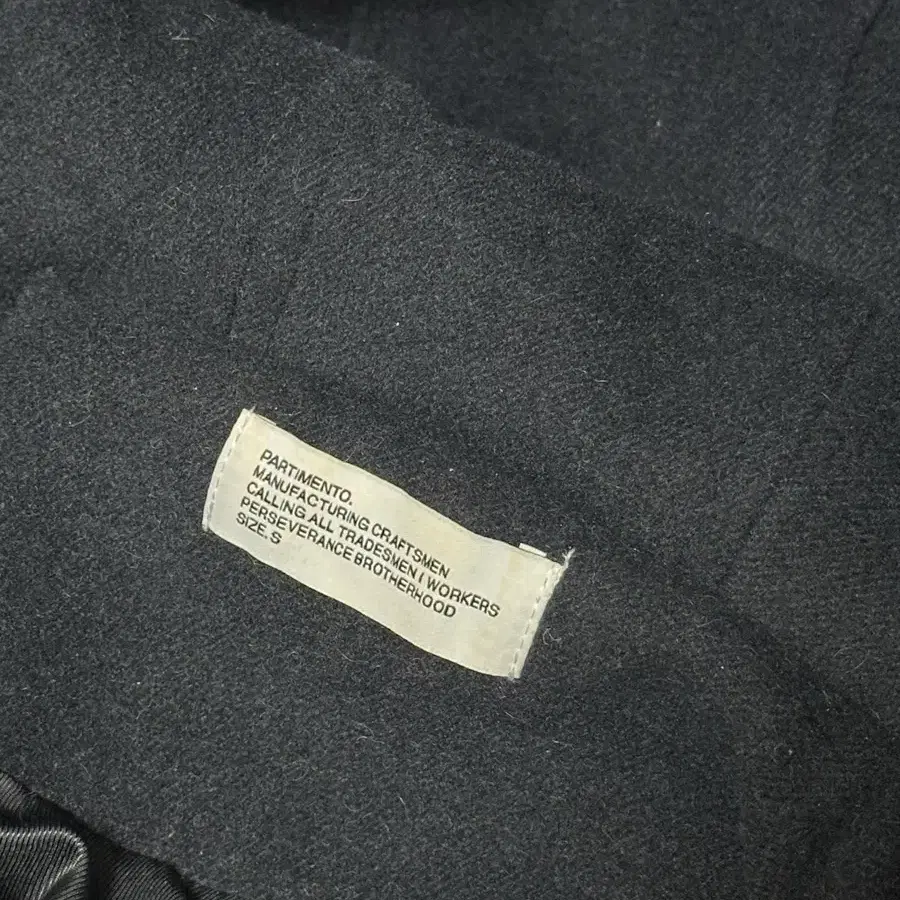 PARTIMENTO.
MANUFACTURING CRAFTSMEN
CALLING ALL TRADESMEN / WORKERS
PERSEVERANCE BROTHERHOOD
SIZE. S